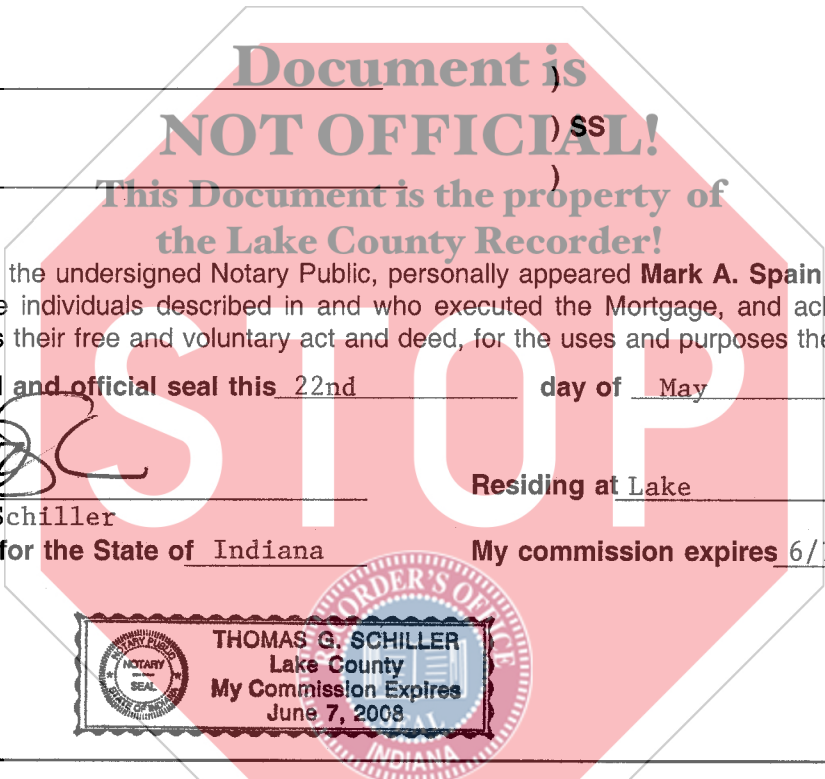 Document is
)
NOT OFFICIAL!
) SS
)
This Document is the property of
the Lake County Recorder!
the undersigned Notary Public, personally appeared Mark A. Spain
individuals described in and who executed the Mortgage, and
their free and voluntary act and deed, for the uses and purposes
and official seal this 22nd day of May
STOP
Residing at Lake
Schiller
for the State of Indiana My commission expires 6/
RECORDER'S OFFICE
SEAL
INDIANA
NOTARY PUBLIC
NOTARY
SEAL
STATE OF INDIANA
THOMAS G. SCHILLER
Lake County
My Commission Expires
June 7, 2008